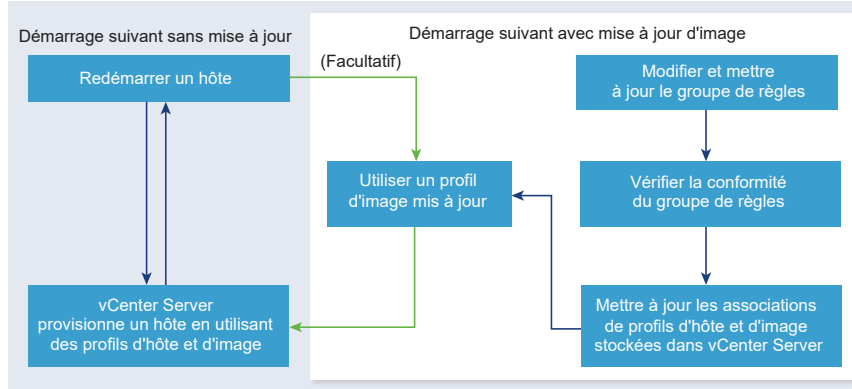 Démarrage suivant sans mise à jour
Redémarrer un hôte
vCenter Server
provisionne un hôte en utilisant
des profils d'hôte et d'image
Démarrage suivant avec mise à jour d'image
(Facultatif)
Utiliser un profil
d'image mis à jour
Modifier et mettre
à jour le groupe de règles
Vérifier la conformité
du groupe de règles
Mettre à jour les associations
de profils d'hôte et d'image
stockées dans vCenter Server